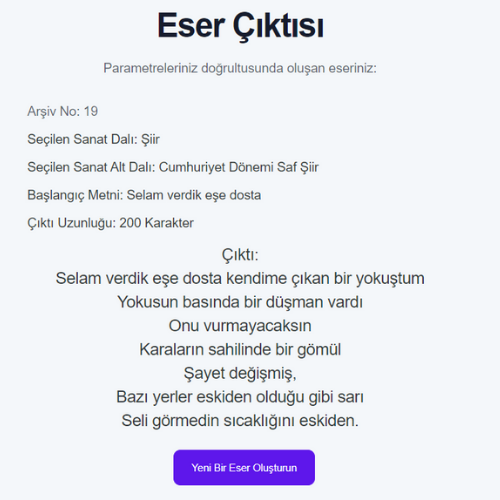 Eser Çıktısı
Parametreleriniz doğrultusunda oluşan eseriniz:
Arşiv No: 19
Seçilen Sanat Dalı: Şiir
Seçilen Sanat Alt Dalı: Cumhuriyet Dönemi Saf Şiir
Başlangıç Metni: Selam verdik eşe dosta
Çıktı Uzunluğu: 200 Karakter
Çıktı:
Selam verdik eşe dosta kendime çıkan bir yokuştum
Yokusun basında bir düşman vardı
Onu vurmayacaksın
Karaların sahilinde bir gömül
Şayet değişmiş,
Bazı yerler eskiden olduğu gibi sarı
Seli görmedin sıcaklığını eskiden.
Yeni Bir Eser Oluşturun